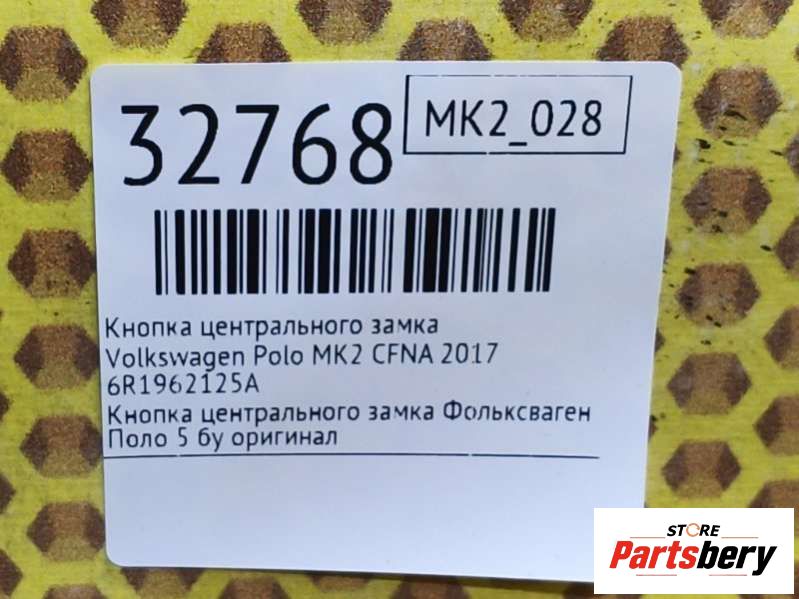 32768
MK2_028
Кнопка центрального замка
Volkswagen Polo MK2 CFNA 2017
6R1962125A
Кнопка центрального замка Фольксваген
Поло 5 бу оригинал
STORE
Partsbery